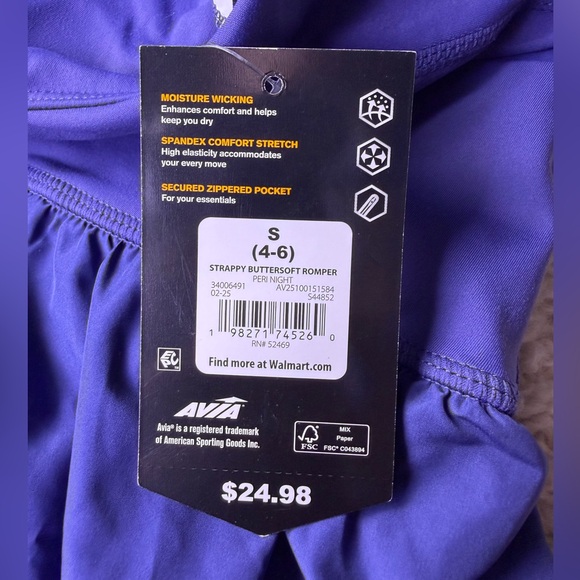 MOISTURE WICKING
Enhances comfort and helps
keep you dry
SPANDEX COMFORT STRETCH
High elasticity accommodates
your every move
SECURED ZIPPERED POCKET
For your essentials
S
(4-6)
STRAPPY BUTTERSOFT ROMPER
PERI NIGHT
34006491 AV25100151584
02-25 S44852
1 98271 74526 0
RN# 52469
Find more at Walmart.com
AVIA
Avia® is a registered trademark
of American Sporting Goods Inc.
FSC
MIX
Paper
FSC® C043894
$24.98